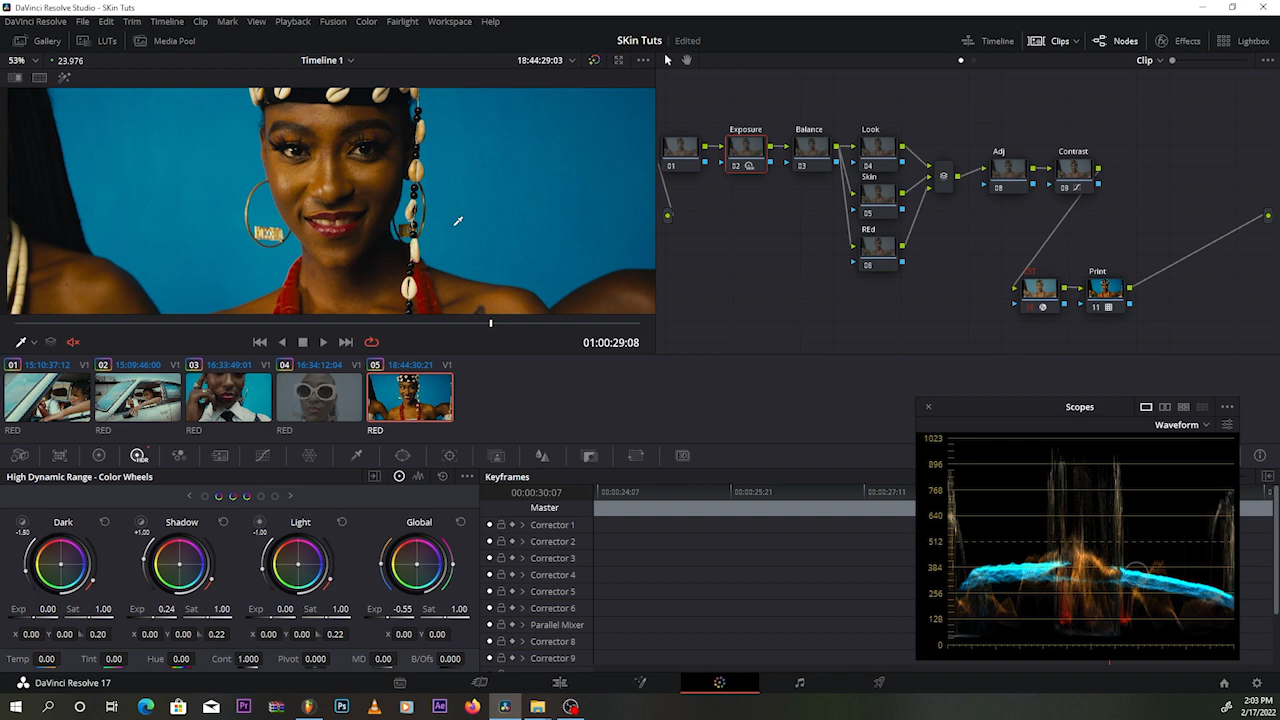 DaVinci Resolve Studio - SKin Tuts
DaVinci Resolve File Edit Trim Timeline Clip Mark View Playback Fusion Color Fairlight Workspace Help
Gallery LUTs Media Pool SKin Tuts Edited Timeline Clips Nodes Effects Lightbox
53% 23.976 Timeline 1 18:44:29:03 Clip
Exposure Balance Look
01 02 03 04
Skin
05
REd
06
Adj Contrast
08 09
Print
11
01:00:29:08
01 15:10:37:12 V1 02 15:09:46:00 V1 03 16:33:49:01 V1 04 16:34:12:04 V1 05 18:44:30:21 V1
RED RED RED RED RED
HDR
High Dynamic Range - Color Wheels
Dark Shadow Light Global
-1.50 +1.00 -1.00
Exp 0.00 Sat 1.00 Exp 0.24 Sat 1.00 Exp 0.00 Sat 1.00 Exp -0.55 Sat 1.00
X 0.00 Y 0.00 0.20 X 0.00 Y 0.00 0.22 X 0.00 Y 0.00 0.22 X 0.00 Y 0.00
Temp 0.00 Tint 0.00 Hue 0.00 Cont 1.000 Pivot 0.000 MD 0.00 B/Ofs 0.000
Keyframes
00:00:30:07 00:00:24:07 00:00:25:21 00:00:27:11
Master
Corrector 1
Corrector 2
Corrector 3
Corrector 4
Corrector 5
Corrector 6
Parallel Mixer
Corrector 8
Corrector 9
Scopes
Waveform
1023
896
768
640
512
384
256
128
0
DaVinci Resolve 17
Pr Ps Ae
2:03 PM
2/17/2022